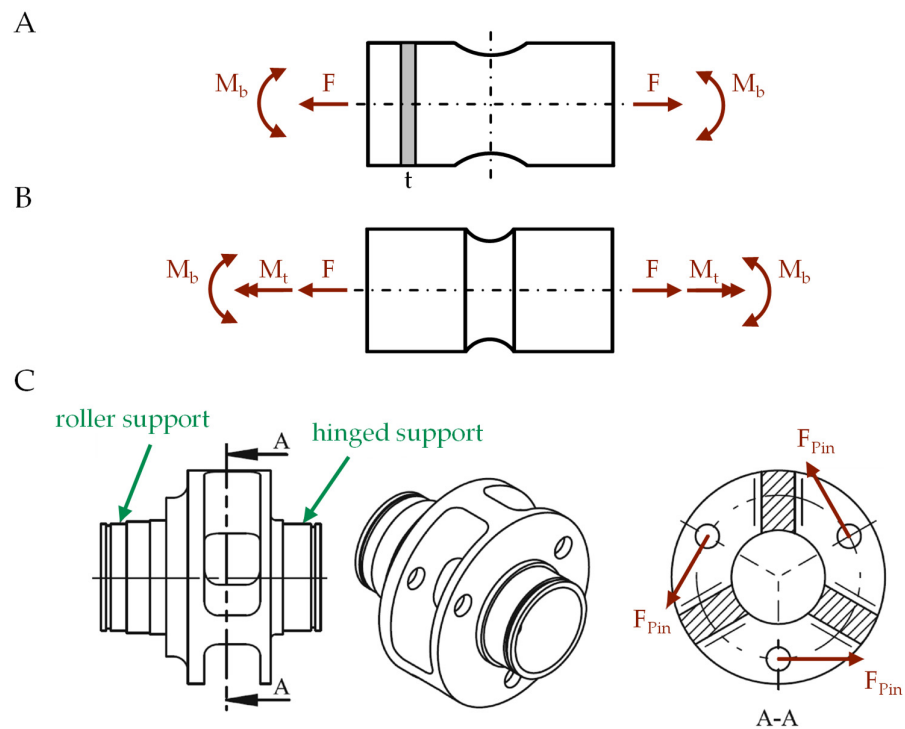 A
M_b F F M_b
t
B
M_b M_t F F M_t M_b
C
roller support
hinged support
A
A
F_Pin
F_Pin
F_Pin
A-A